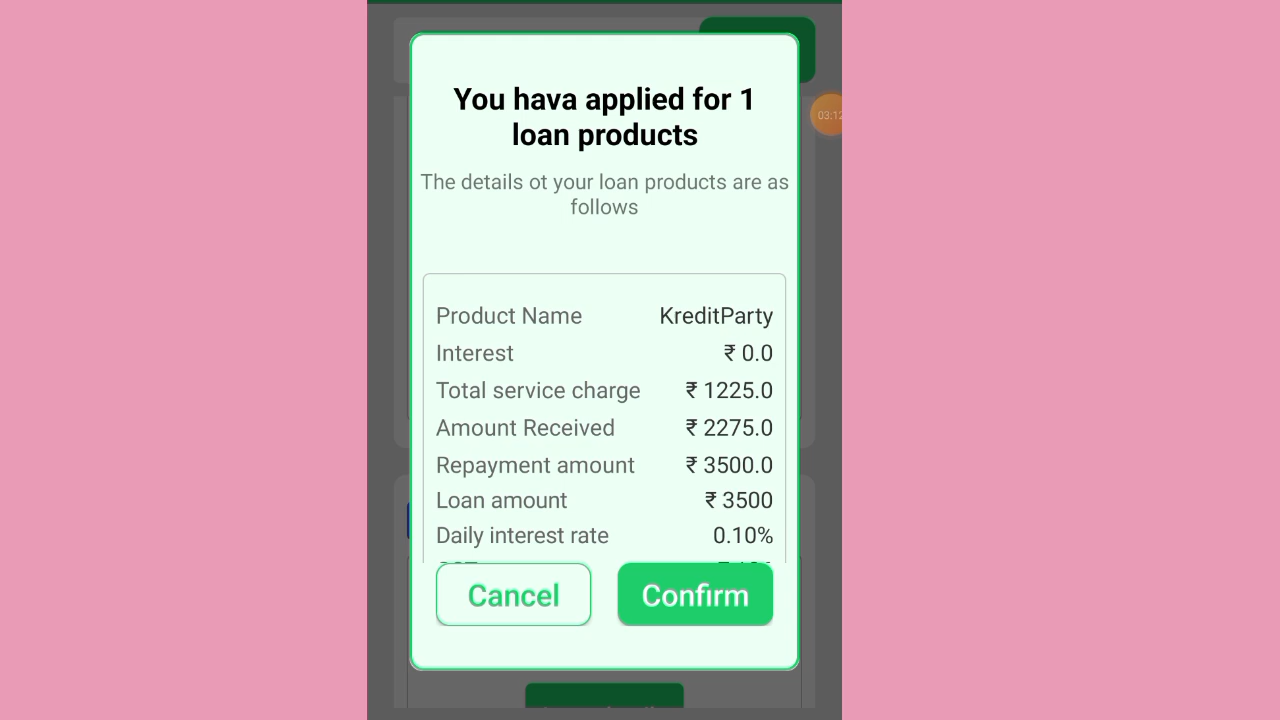 You hava applied for 1
loan products
The details ot your loan products are as
follows
03:12
Product Name KreditParty
Interest ₹ 0.0
Total service charge ₹ 1225.0
Amount Received ₹ 2275.0
Repayment amount ₹ 3500.0
Loan amount ₹ 3500
Daily interest rate 0.10%
Cancel Confirm